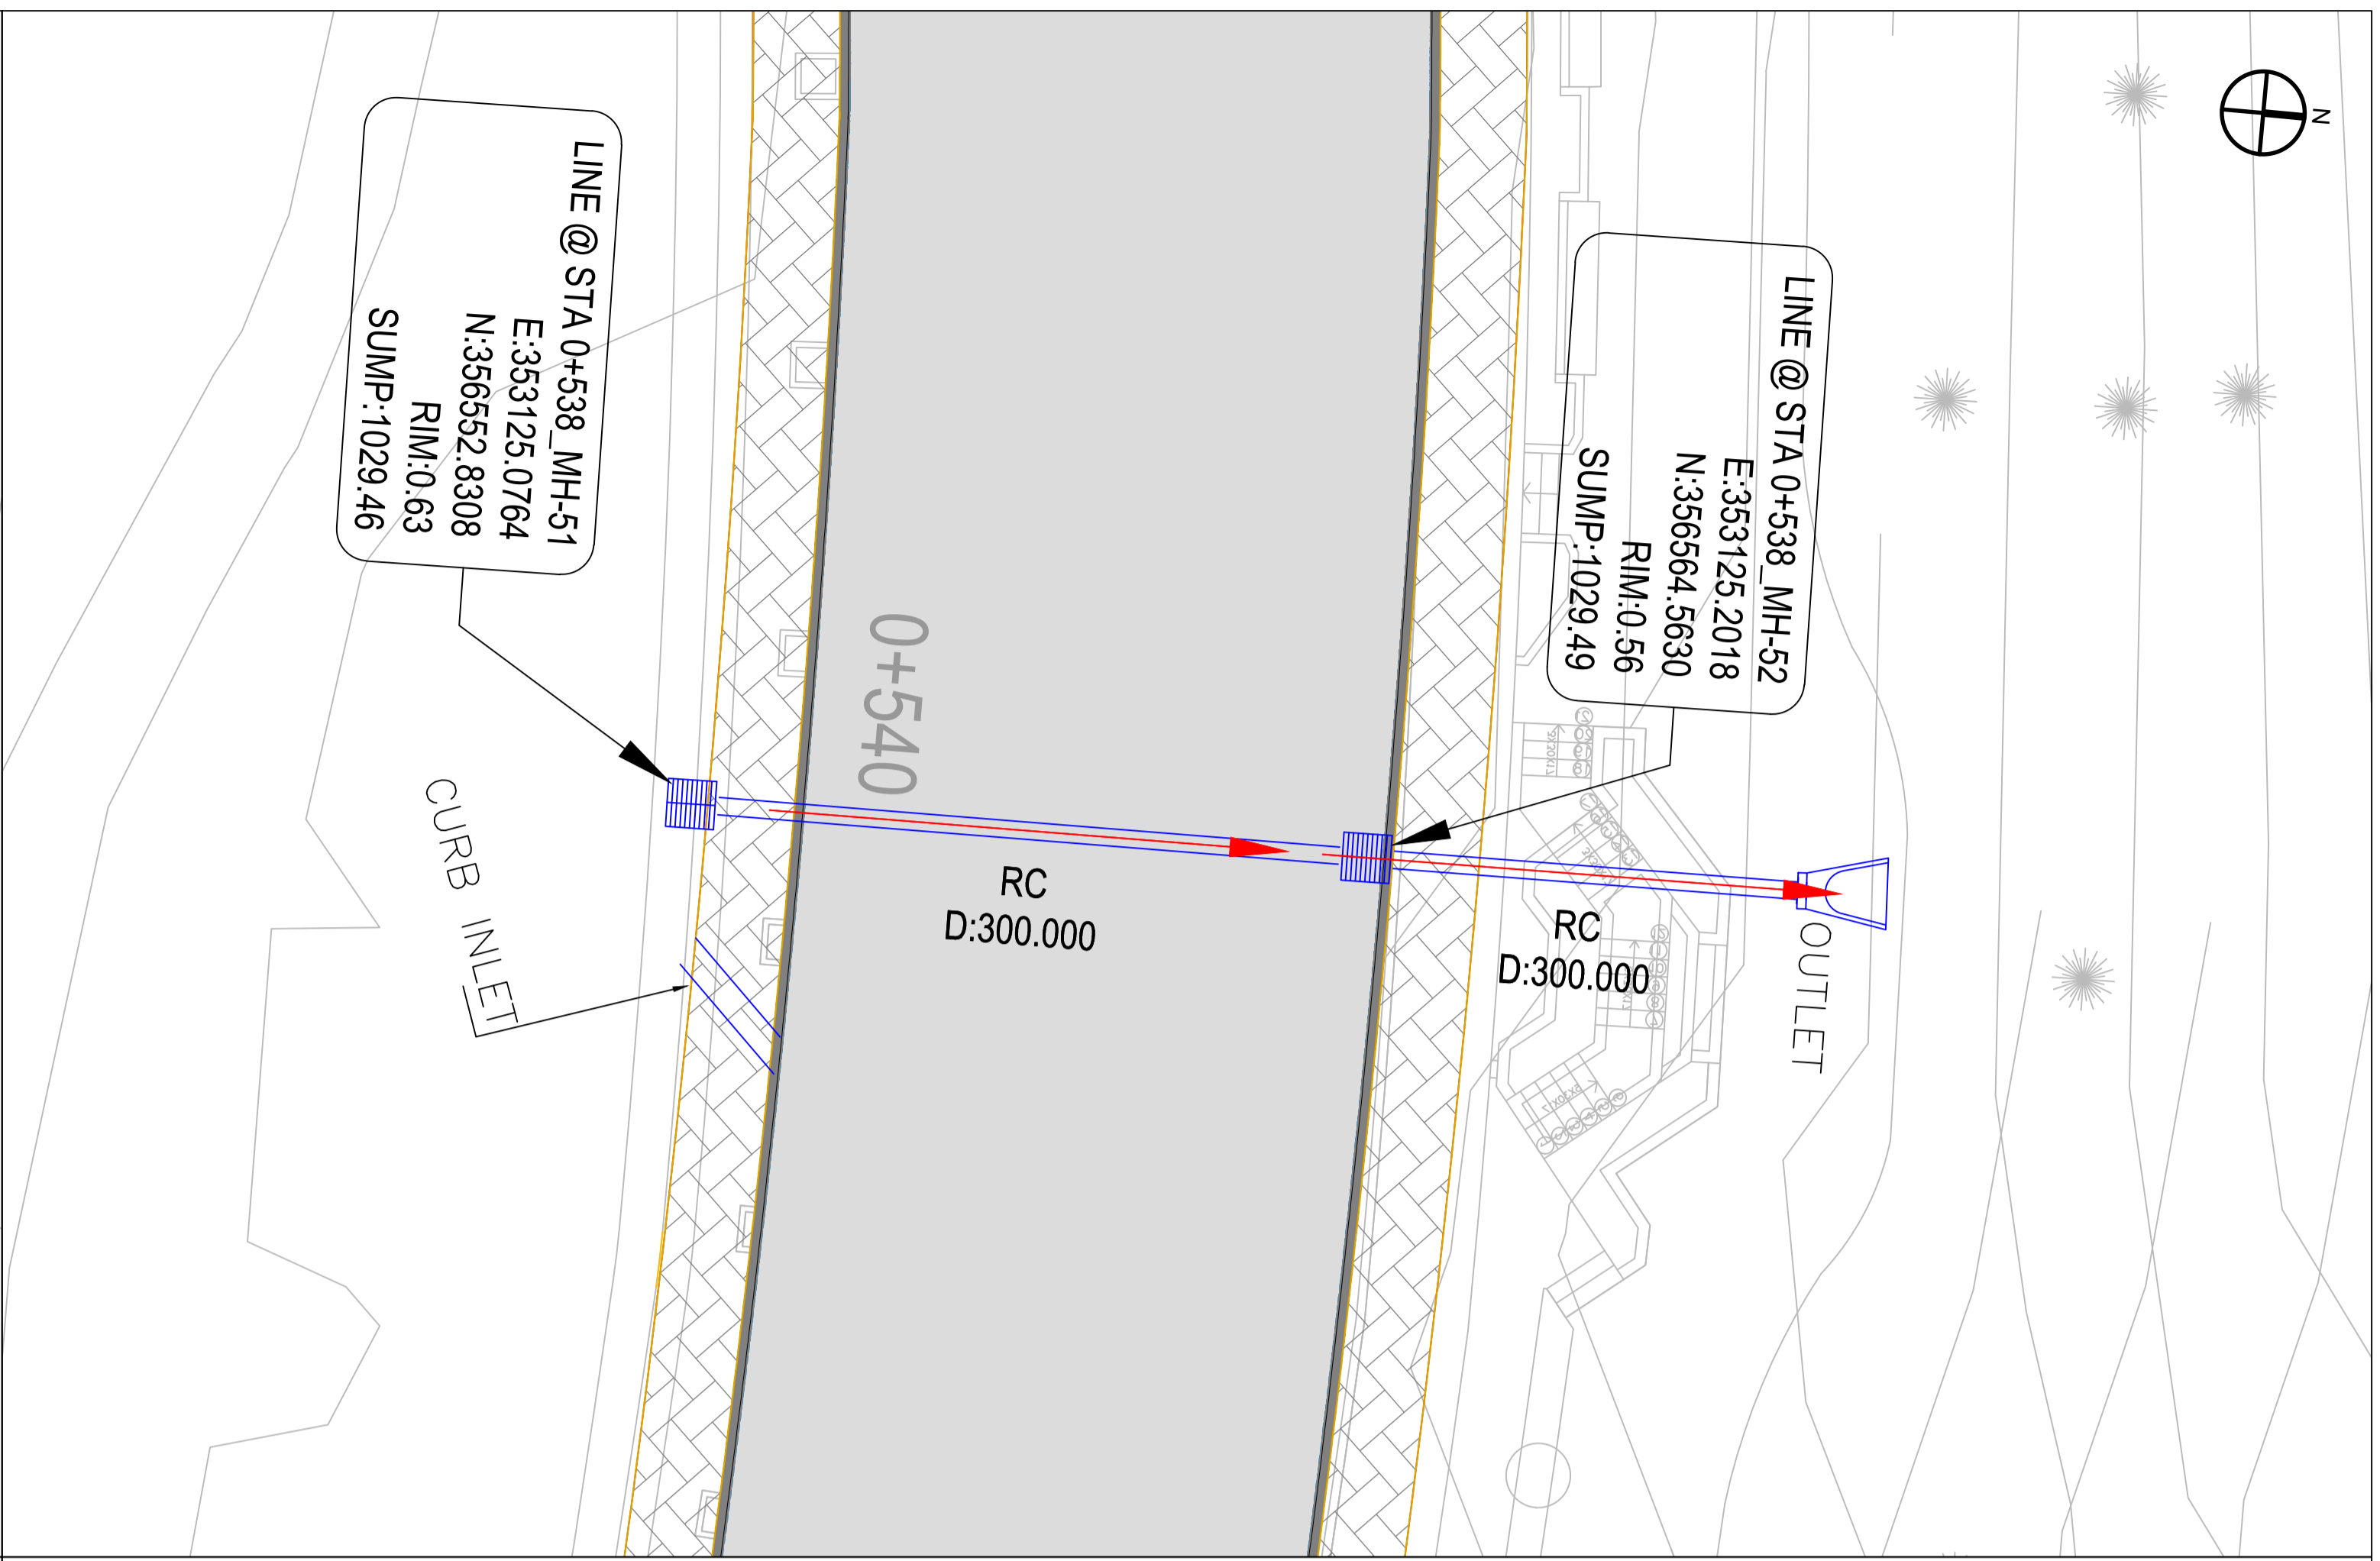 N
LINE @ STA 0+538_MH-51
E:353125.0764
N:356552.8308
RIM:0.63
SUMP:1029.46
LINE @ STA 0+538_MH-52
E:353125.2018
N:356564.5630
RIM:0.56
SUMP:1029.49
0+540
CURB INLET
RC
D:300.000
RC
D:300.000
OUTLET